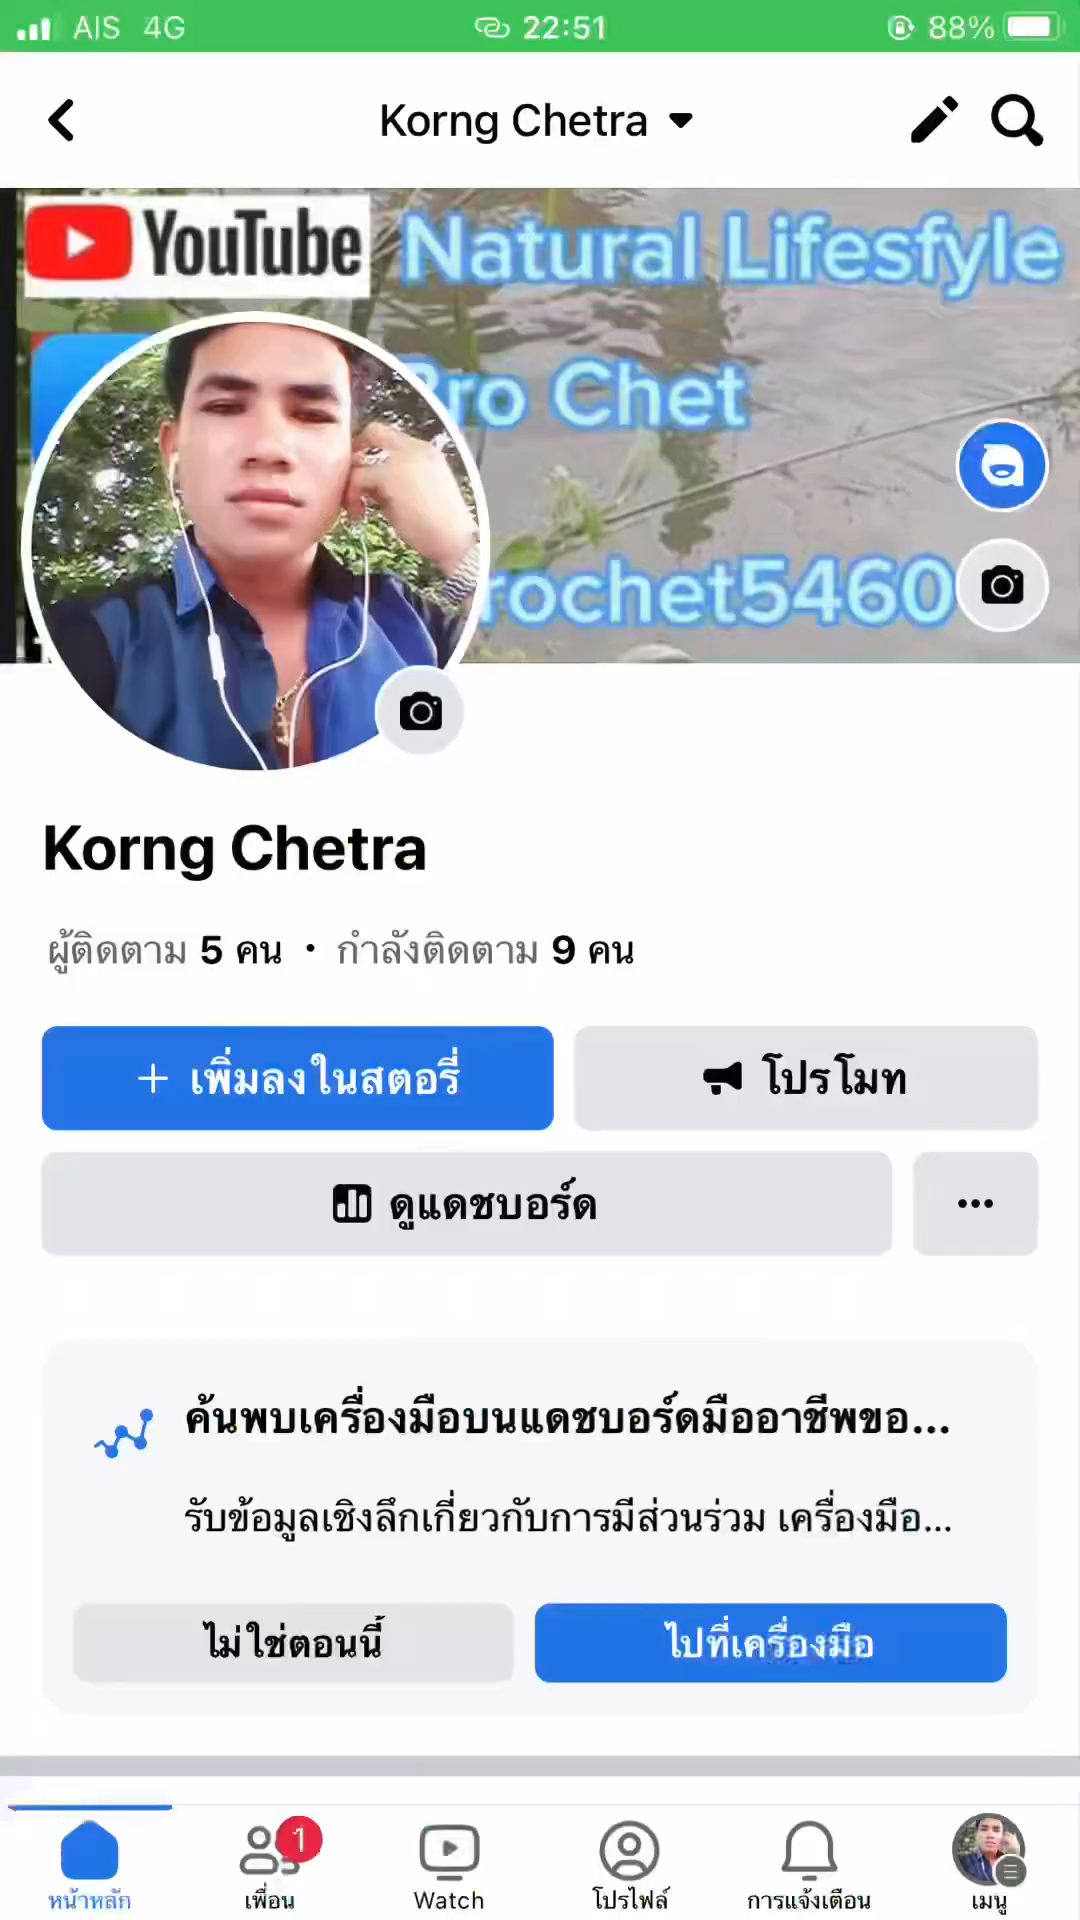 AIS 4G 22:51 88%
Korng Chetra
YouTube Natural Lifesfyle
ro Chet
rochet5460
Korng Chetra
ผู้ติดตาม 5 คน · กำลังติดตาม 9 คน
+ เพิ่มลงในสตอรี่
โปรโมท
ดูแดชบอร์ด
ค้นพบเครื่องมือบนแดชบอร์ดมืออาชีพขอ...
รับข้อมูลเชิงลึกเกี่ยวกับการมีส่วนร่วม เครื่องมือ...
ไม่ใช่ตอนนี้
ไปที่เครื่องมือ
1
หน้าหลัก เพื่อน Watch โปรไฟล์ การแจ้งเตือน เมนู